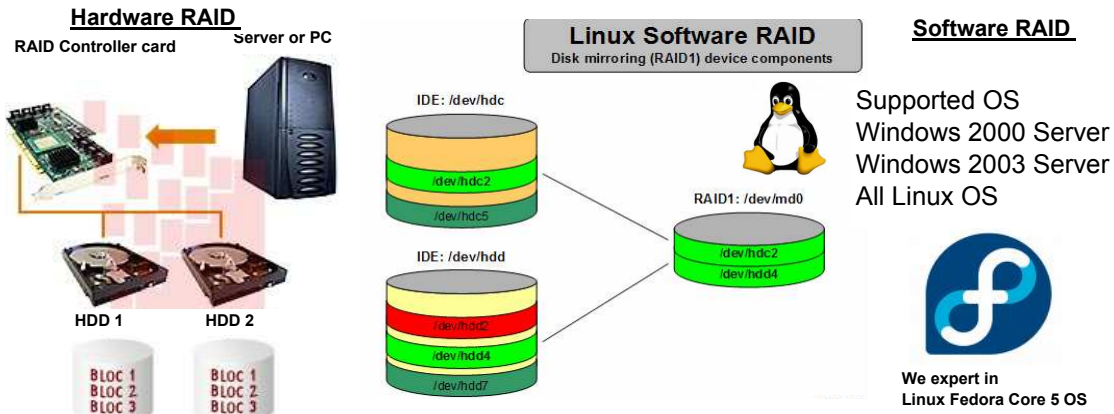 Hardware RAID
RAID Controller card
Server or PC
HDD 1
HDD 2
BLOC 1
BLOC 2
BLOC 3
BLOC 1
BLOC 2
BLOC 3
Linux Software RAID
Disk mirroring (RAID1) device components
IDE: /dev/hdc
/dev/hdc2
/dev/hdc5
IDE: /dev/hdd
/dev/hdd2
/dev/hdd4
/dev/hdd7
RAID1: /dev/md0
/dev/hdc2
/dev/hdd4
Software RAID
Supported OS
Windows 2000 Server
Windows 2003 Server
All Linux OS
We expert in
Linux Fedora Core 5 OS